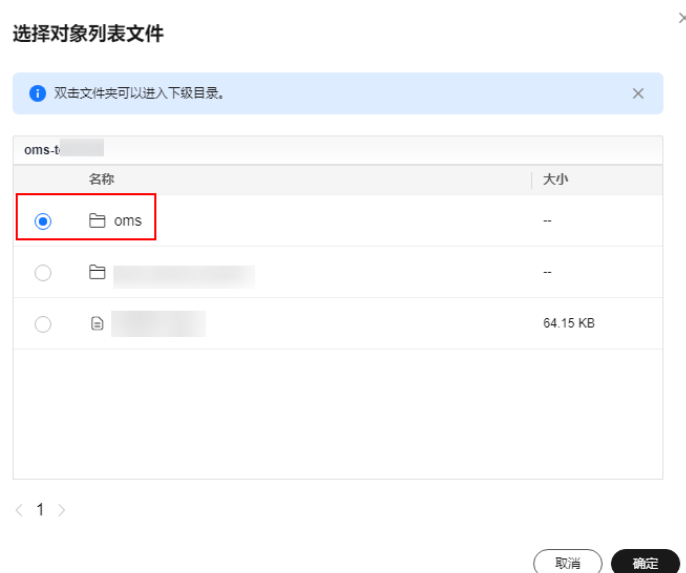 选择对象列表文件
双击文件夹可以进入下级目录。
oms-t
名称 大小
oms --
--
64.15 KB
1
取消 确定